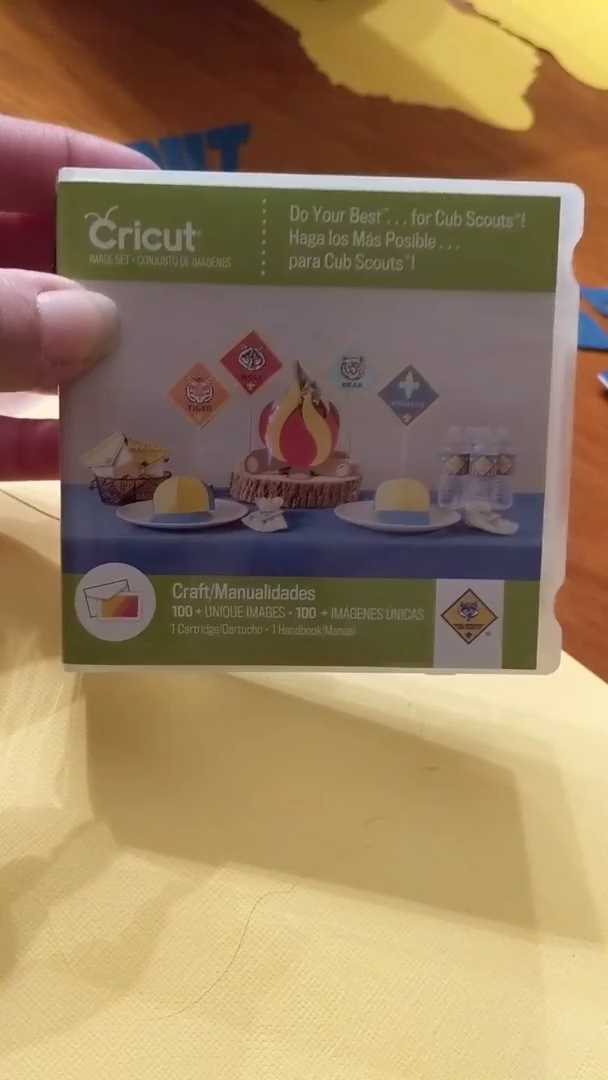 Cricut®
IMAGE SET • CONJUNTO DE IMÁGENES
Do Your Best™... for Cub Scouts®!
Haga los Más Posible...
para Cub Scouts®!
TIGER
BEAR
Craft/Manualidades
100 + UNIQUE IMAGES • 100 + IMÁGENES ÚNICAS
1 Cartridge/Cartucho • 1 Handbook/Manual